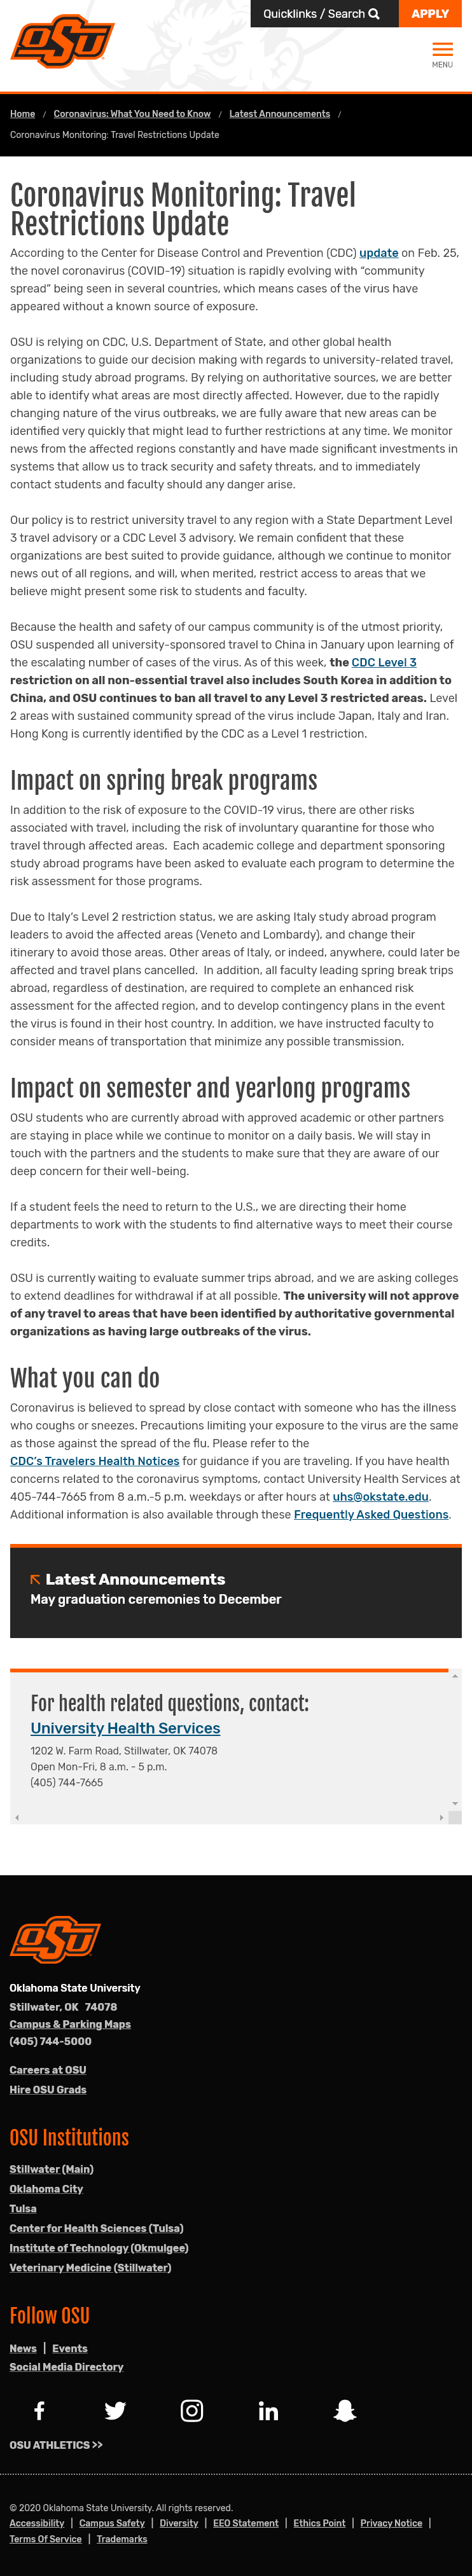 Quicklinks / Search APPLY
OSU
MENU
Home / Coronavirus: What You Need to Know / Latest Announcements /
Coronavirus Monitoring: Travel Restrictions Update
Coronavirus Monitoring: Travel
Restrictions Update
According to the Center for Disease Control and Prevention (CDC) update on Feb. 25,
the novel coronavirus (COVID-19) situation is rapidly evolving with “community
spread” being seen in several countries, which means cases of the virus have
appeared without a known source of exposure.
OSU is relying on CDC, U.S. Department of State, and other global health
organizations to guide our decision making with regards to university-related travel,
including study abroad programs. By relying on authoritative sources, we are better
able to identify what areas are most directly affected. However, due to the rapidly
changing nature of the virus outbreaks, we are fully aware that new areas can be
identified very quickly that might lead to further restrictions at any time. We monitor
news from the affected regions constantly and have made significant investments in
systems that allow us to track security and safety threats, and to immediately
contact students and faculty should any danger arise.
Our policy is to restrict university travel to any region with a State Department Level
3 travel advisory or a CDC Level 3 advisory. We remain confident that these
organizations are best suited to provide guidance, although we continue to monitor
news out of all regions, and will, when merited, restrict access to areas that we
believe might present some risk to students and faculty.
Because the health and safety of our campus community is of the utmost priority,
OSU suspended all university-sponsored travel to China in January upon learning of
the escalating number of cases of the virus. As of this week, the CDC Level 3
restriction on all non-essential travel also includes South Korea in addition to
China, and OSU continues to ban all travel to any Level 3 restricted areas. Level
2 areas with sustained community spread of the virus include Japan, Italy and Iran.
Hong Kong is currently identified by the CDC as a Level 1 restriction.
Impact on spring break programs
In addition to the risk of exposure to the COVID-19 virus, there are other risks
associated with travel, including the risk of involuntary quarantine for those who
travel through affected areas. Each academic college and department sponsoring
study abroad programs have been asked to evaluate each program to determine the
risk assessment for those programs.
Due to Italy’s Level 2 restriction status, we are asking Italy study abroad program
leaders to avoid the affected areas (Veneto and Lombardy), and change their
itinerary to avoid those areas. Other areas of Italy, or indeed, anywhere, could later be
affected and travel plans cancelled. In addition, all faculty leading spring break trips
abroad, regardless of destination, are required to complete an enhanced risk
assessment for the affected region, and to develop contingency plans in the event
the virus is found in their host country. In addition, we have instructed faculty to
consider means of transportation that minimize any possible transmission.
Impact on semester and yearlong programs
OSU students who are currently abroad with approved academic or other partners
are staying in place while we continue to monitor on a daily basis. We will stay in
touch with the partners and the students to make sure that they are aware of our
deep concern for their well-being.
If a student feels the need to return to the U.S., we are directing their home
departments to work with the students to find alternative ways to meet their course
credits.
OSU is currently waiting to evaluate summer trips abroad, and we are asking colleges
to extend deadlines for withdrawal if at all possible. The university will not approve
of any travel to areas that have been identified by authoritative governmental
organizations as having large outbreaks of the virus.
What you can do
Coronavirus is believed to spread by close contact with someone who has the illness
who coughs or sneezes. Precautions limiting your exposure to the virus are the same
as those against the spread of the flu. Please refer to the
CDC’s Travelers Health Notices for guidance if you are traveling. If you have health
concerns related to the coronavirus symptoms, contact University Health Services at
405-744-7665 from 8 a.m.-5 p.m. weekdays or after hours at uhs@okstate.edu.
Additional information is also available through these Frequently Asked Questions.
Latest Announcements
May graduation ceremonies to December
For health related questions, contact:
University Health Services
1202 W. Farm Road, Stillwater, OK 74078
Open Mon-Fri, 8 a.m. - 5 p.m.
(405) 744-7665
OSU
Oklahoma State University
Stillwater, OK 74078
Campus & Parking Maps
(405) 744-5000
Careers at OSU
Hire OSU Grads
OSU Institutions
Stillwater (Main)
Oklahoma City
Tulsa
Center for Health Sciences (Tulsa)
Institute of Technology (Okmulgee)
Veterinary Medicine (Stillwater)
Follow OSU
News | Events
Social Media Directory
OSU ATHLETICS >>
© 2020 Oklahoma State University. All rights reserved.
Accessibility | Campus Safety | Diversity | EEO Statement | Ethics Point | Privacy Notice |
Terms Of Service | Trademarks